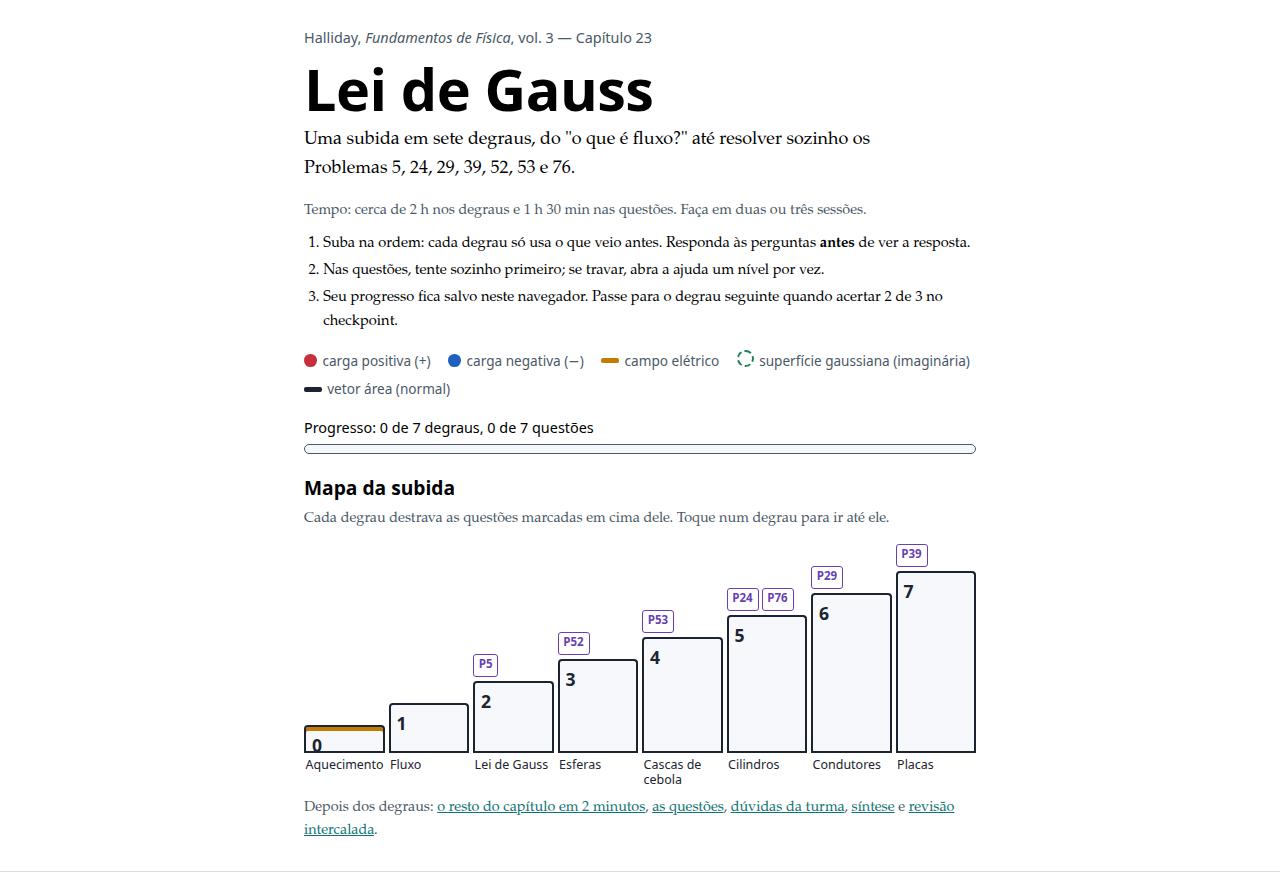 Halliday, Fundamentos de Física, vol. 3 — Capítulo 23
Lei de Gauss
Uma subida em sete degraus, do "o que é fluxo?" até resolver sozinho os
Problemas 5, 24, 29, 39, 52, 53 e 76.
Tempo: cerca de 2 h nos degraus e 1 h 30 min nas questões. Faça em duas ou três sessões.
1. Suba na ordem: cada degrau só usa o que veio antes. Responda às perguntas antes de ver a resposta.
2. Nas questões, tente sozinho primeiro; se travar, abra a ajuda um nível por vez.
3. Seu progresso fica salvo neste navegador. Passe para o degrau seguinte quando acertar 2 de 3 no
checkpoint.
carga positiva (+) carga negativa (−) campo elétrico superfície gaussiana (imaginária)
vetor área (normal)
Progresso: 0 de 7 degraus, 0 de 7 questões
Mapa da subida
Cada degrau destrava as questões marcadas em cima dele. Toque num degrau para ir até ele.
P39
P29
7
P24 P76
6
P53
5
P52
4
P5
3
2
1
0
Aquecimento Fluxo Lei de Gauss Esferas Cascas de Cilindros Condutores Placas
cebola
Depois dos degraus: o resto do capítulo em 2 minutos, as questões, dúvidas da turma, síntese e revisão
intercalada.